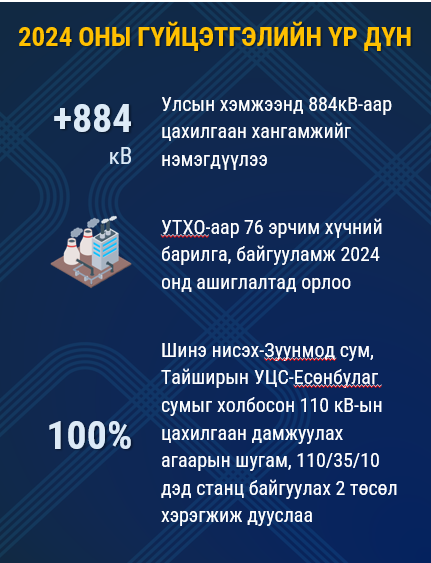 2024 ОНЫ ГҮЙЦЭТГЭЛИЙН ҮР ДҮН
+884
кВ
Улсын хэмжээнд 884кВ-аар
цахилгаан хангамжийг
нэмэгдүүлээ
УТХО-аар 76 эрчим хүчний
барилга, байгууламж 2024
онд ашиглалтад орлоо
100%
Шинэ нисэх-Зуунмод сум,
Тайширын УЦС-Есөнбулаг
сумыг холбосон 110 кВ-ын
цахилгаан дамжуулах
агаарын шугам, 110/35/10
дэд станц байгуулах 2 төсөл
хэрэгжиж дууслаа